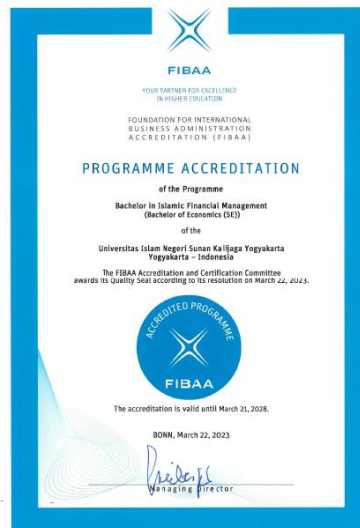 FIBAA
YOUR PARTNER FOR EXCELLENCE
IN HIGHER EDUCATION
FOUNDATION FOR INTERNATIONAL
BUSINESS ADMINISTRATION
ACCREDITATION (FIBAA)
PROGRAMME ACCREDITATION
of the Programme
Bachelor in Islamic Financial Management
(Bachelor of Economics (SE))
of the
Universitas Islam Negeri Sunan Kalijaga Yogyakarta
Yogyakarta – Indonesia
The FIBAA Accreditation and Certification Committee
awards its Quality Seal according to its resolution on March 22, 2023.
ACCREDITED PROGRAMME
FIBAA
The accreditation is valid until March 21, 2028.
BONN, March 22, 2023
Managing Director